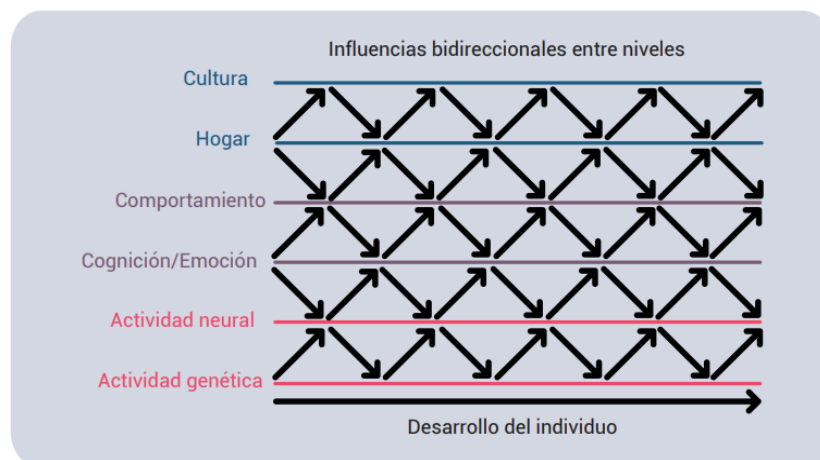 Influencias bidireccionales entre niveles
Cultura
Hogar
Comportamiento
Cognición/Emoción
Actividad neural
Actividad genética
Desarrollo del individuo